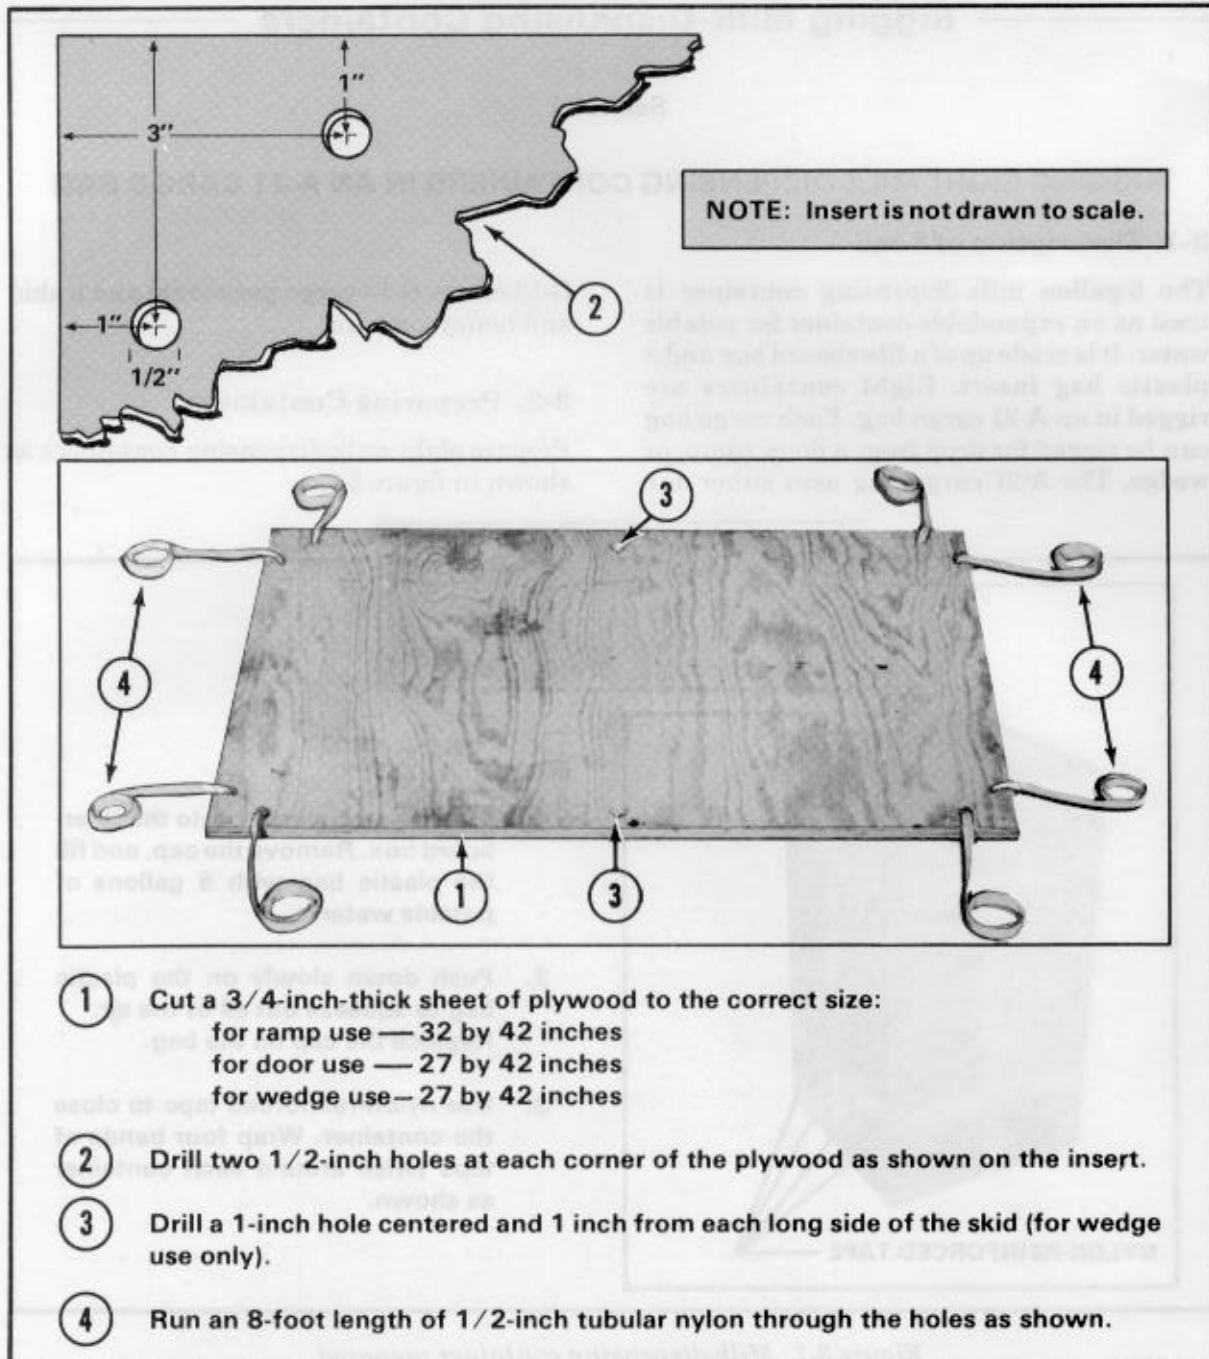 1"
3"
1"
1/2"
2
NOTE: Insert is not drawn to scale.
3
4
4
1
3
1 Cut a 3/4-inch-thick sheet of plywood to the correct size:
for ramp use — 32 by 42 inches
for door use — 27 by 42 inches
for wedge use — 27 by 42 inches
2 Drill two 1/2-inch holes at each corner of the plywood as shown on the insert.
3 Drill a 1-inch hole centered and 1 inch from each long side of the skid (for wedge
use only).
4 Run an 8-foot length of 1/2-inch tubular nylon through the holes as shown.